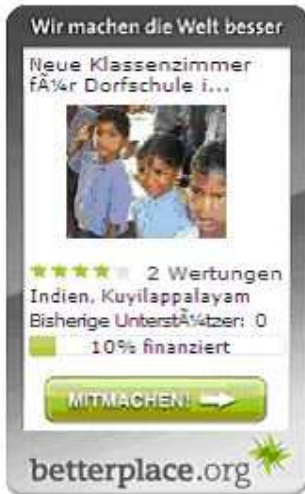 Wir machen die Welt besser
Neue Klassenzimmer
fÃ¼r Dorfschule i...
2 Wertungen
Indien, Kuyilappalayam
Bisherige UnterstÃ¼tzer: 0
10% finanziert
MITMACHEN!
betterplace.org